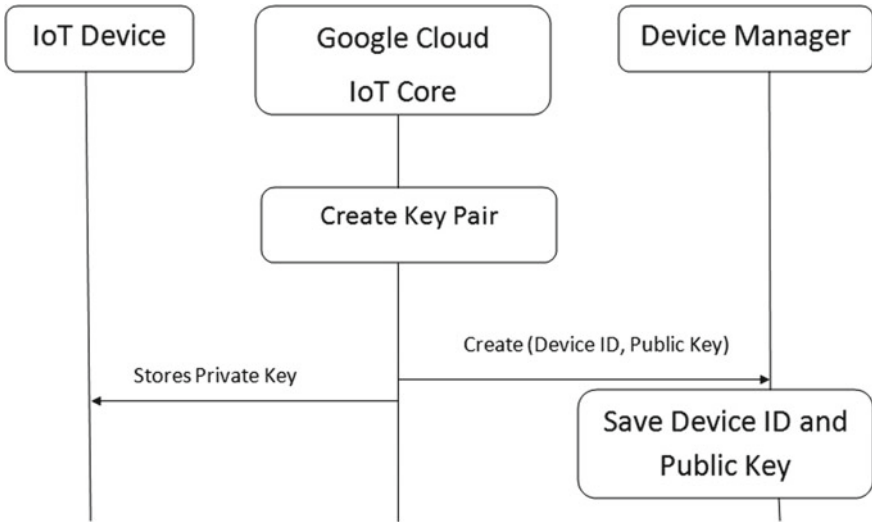 IoT Device
Google Cloud
IoT Core
Device Manager
Create Key Pair
Create (Device ID, Public Key)
Stores Private Key
Save Device ID and
Public Key